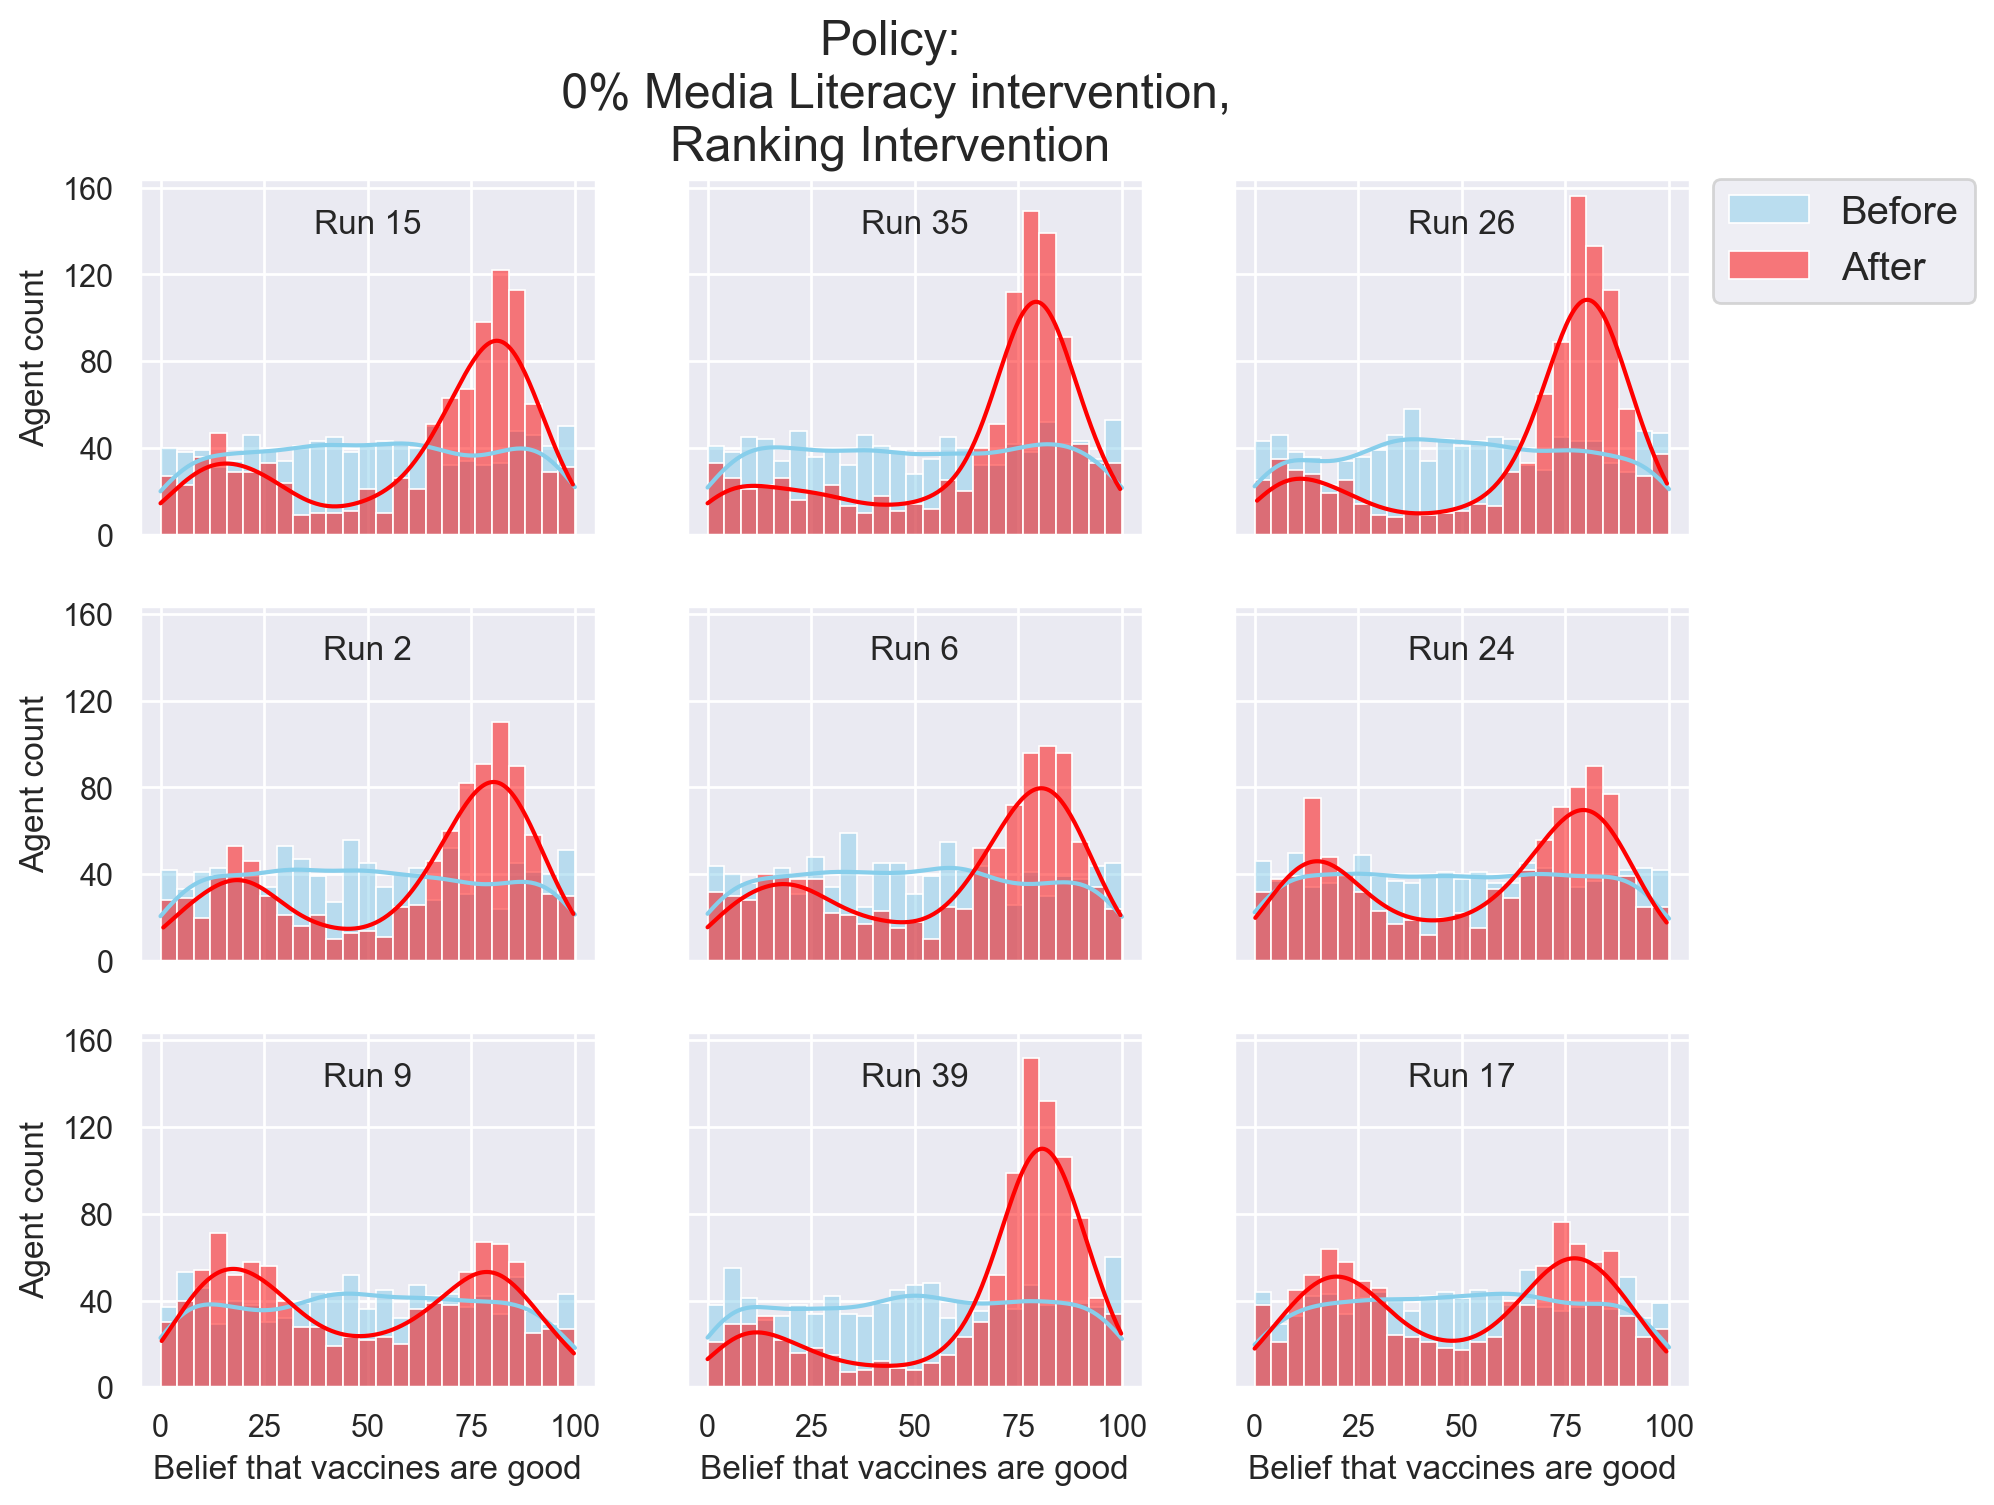 Policy:
0% Media Literacy intervention,
Ranking Intervention
Before
After
Agent count
160
120
80
40
0
Run 15
Run 35
Run 26
Agent count
160
120
80
40
0
Run 2
Run 6
Run 24
Agent count
160
120
80
40
0
Run 9
Run 39
Run 17
0 25 50 75 100
0 25 50 75 100
0 25 50 75 100
Belief that vaccines are good
Belief that vaccines are good
Belief that vaccines are good